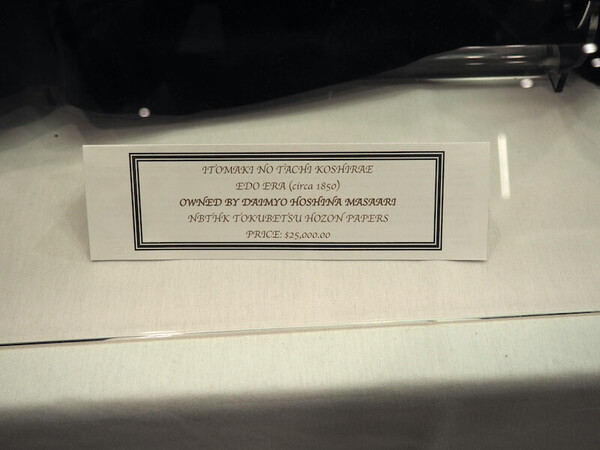 ITOMAKI NO TACHI KOSHIRAE
EDO ERA (circa 1850)
OWNED BY DAIMYO HOSHINA MASAARI
NBTHK TOKUBETSU HOZON PAPERS
PRICE: $25,000.00